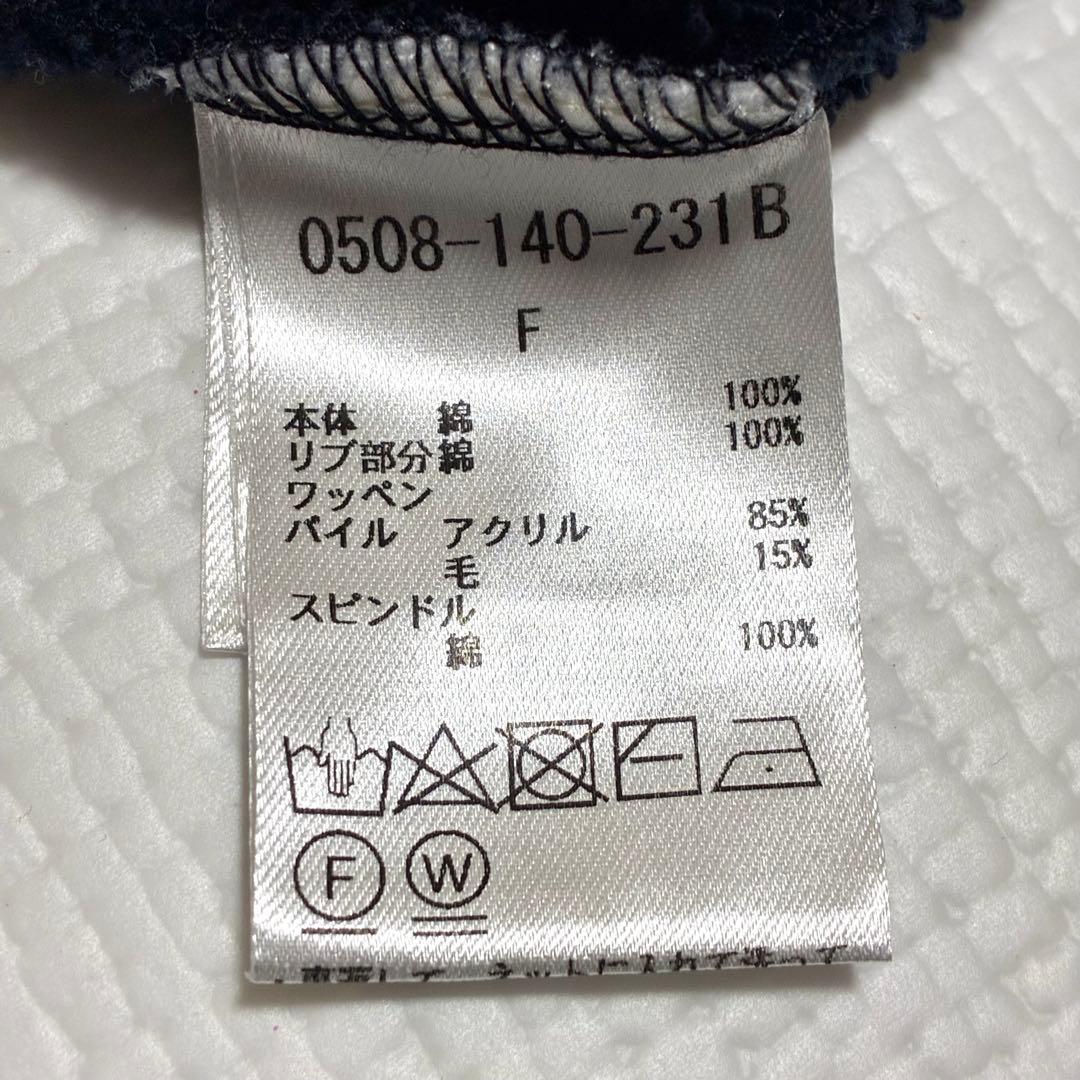 0508-140-231B
F
本体 綿 100%
リブ部分綿 100%
ワッペン
パイル アクリル 85%
毛 15%
スピンドル
綿 100%
F W